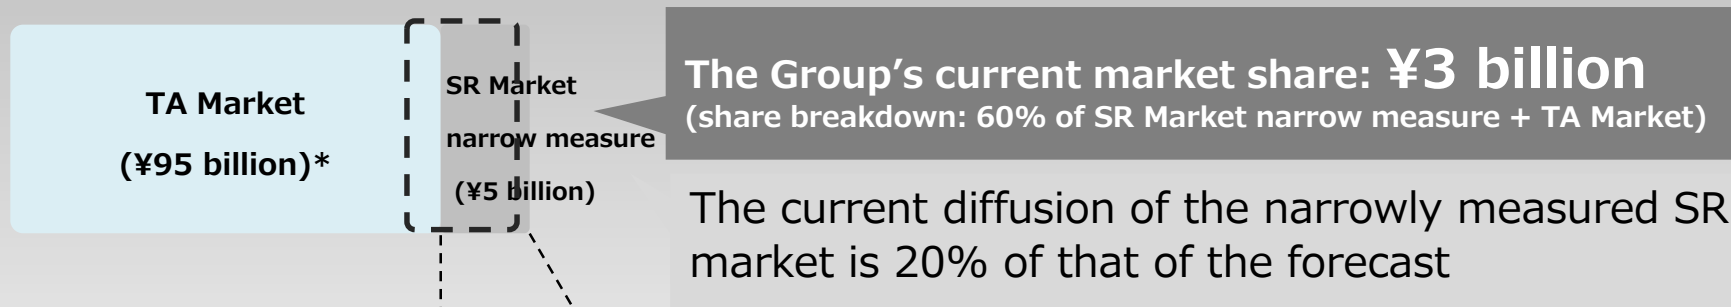 TA Market
(¥95 billion)*
SR Market
narrow measure
(¥5 billion)
The Group’s current market share: ¥3 billion
(share breakdown: 60% of SR Market narrow measure + TA Market)
The current diffusion of the narrowly measured SR
market is 20% of that of the forecast